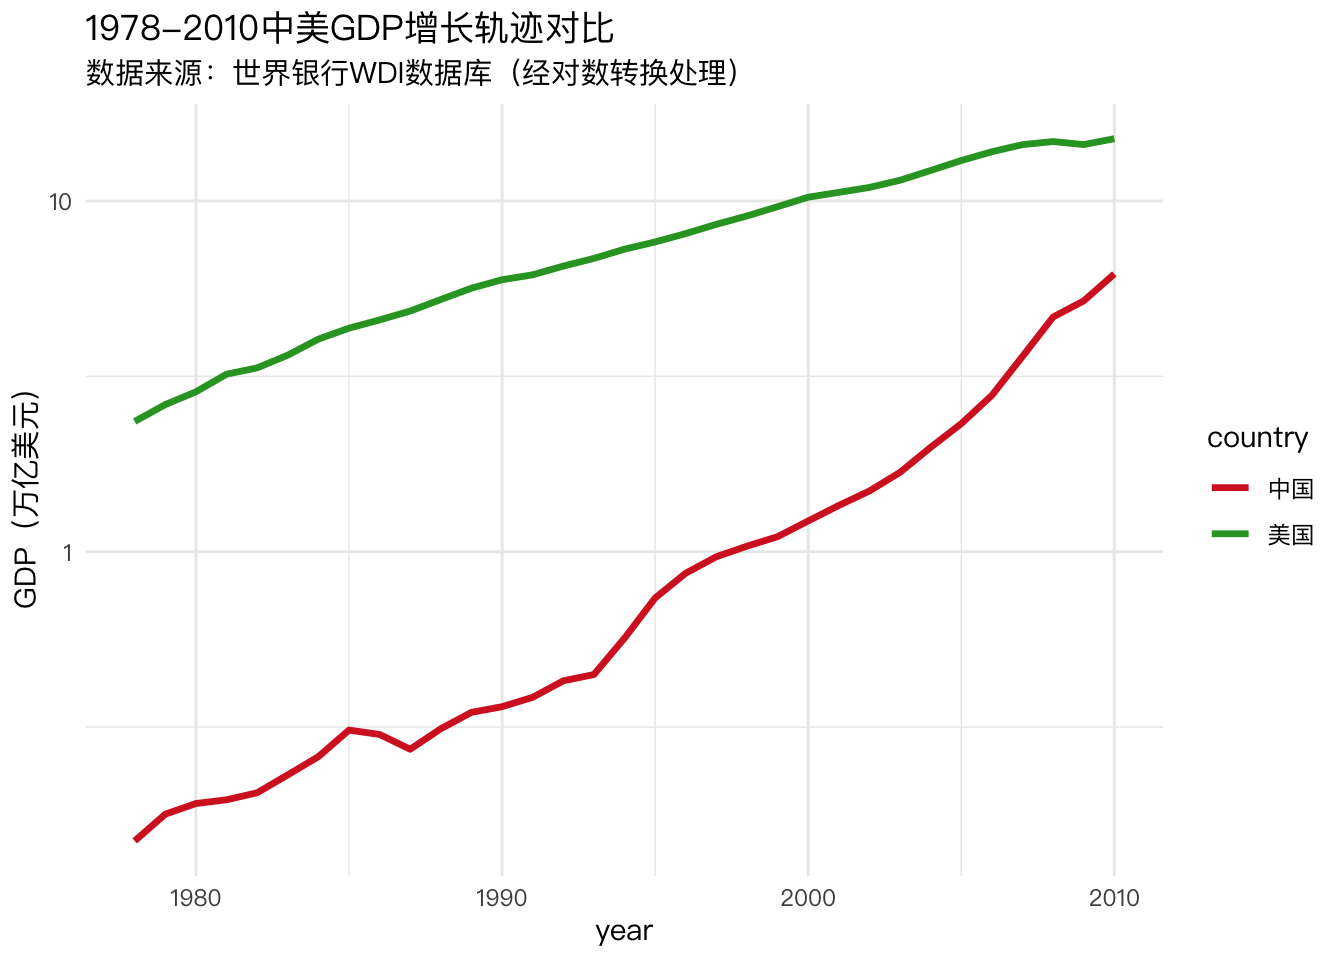 1978–2010中美GDP增长轨迹对比
数据来源：世界银行WDI数据库（经对数转换处理）
GDP（万亿美元）
10
1
1980
1990
2000
2010
year
country
中国
美国